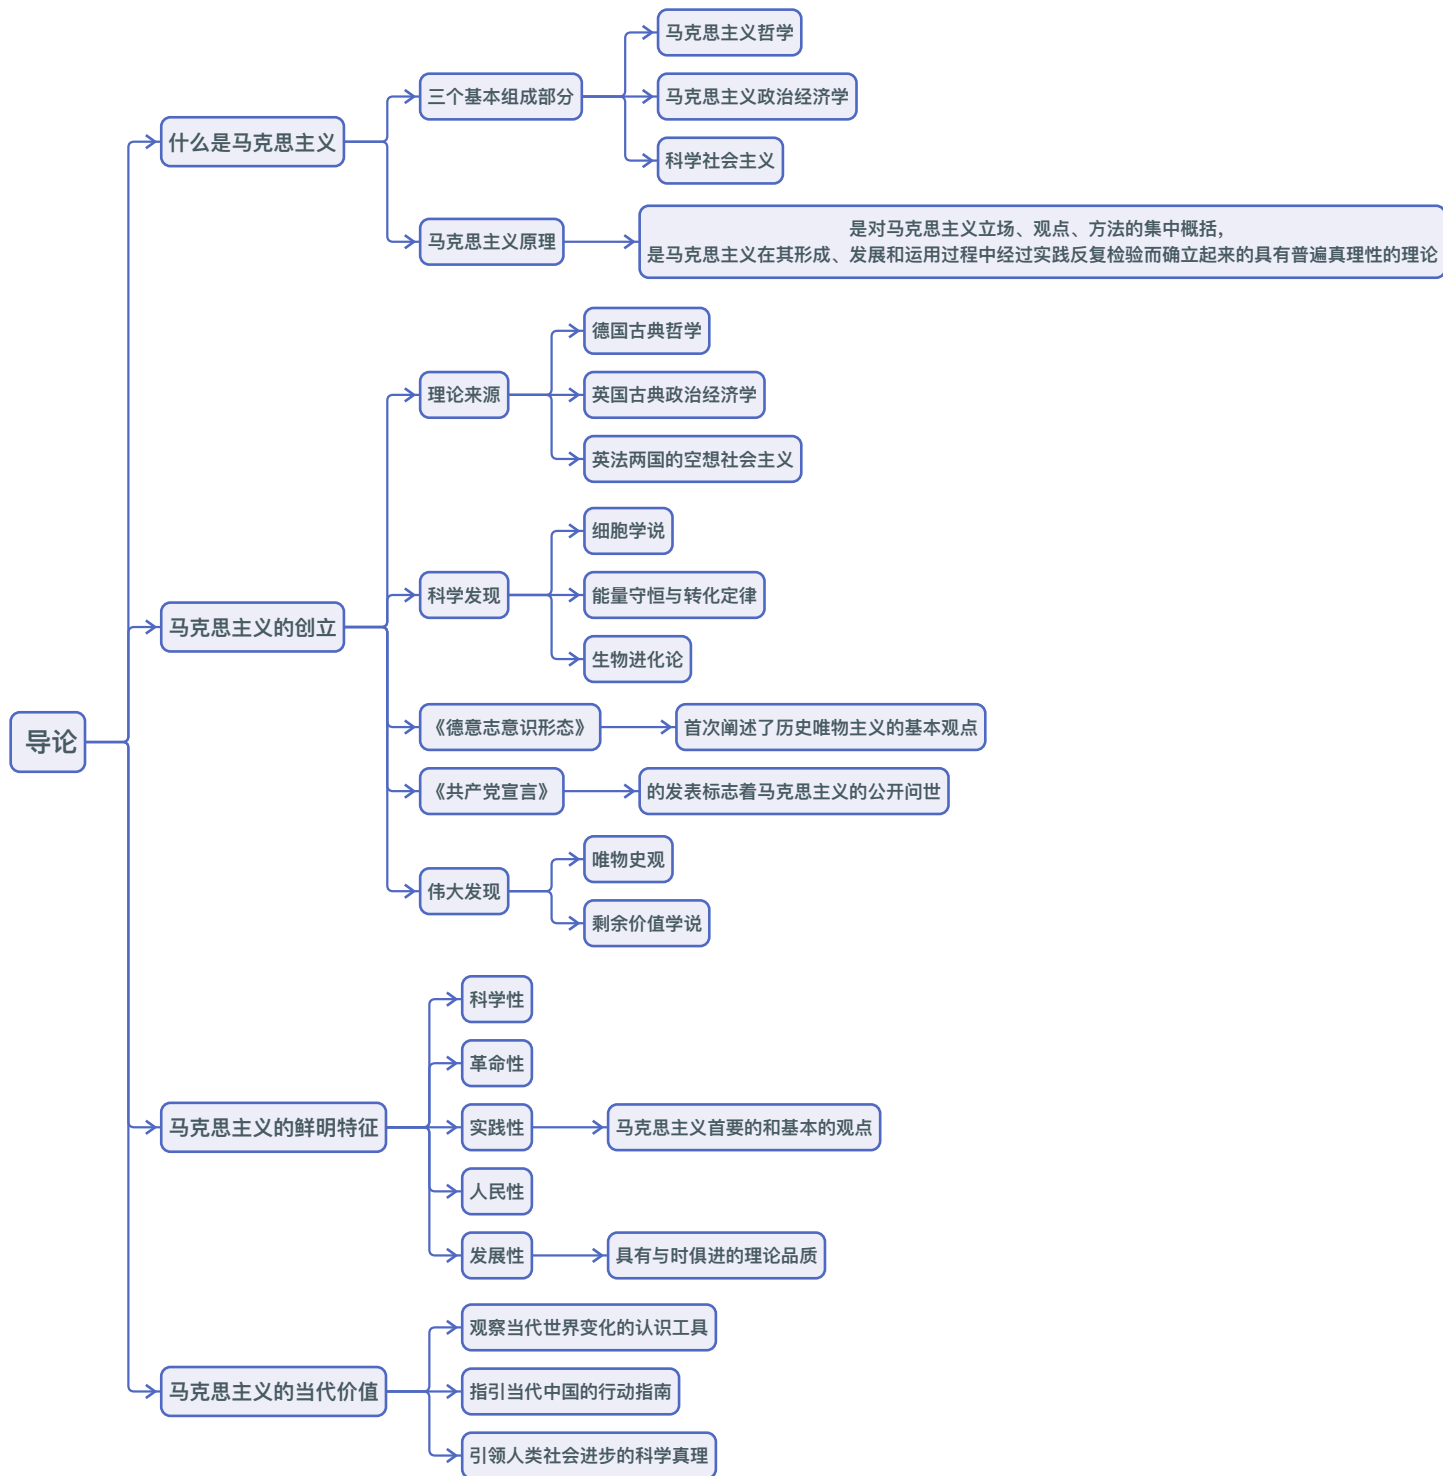 导论
什么是马克思主义
三个基本组成部分
马克思主义哲学
马克思主义政治经济学
科学社会主义
马克思主义原理
是对马克思主义立场、观点、方法的集中概括，
是马克思主义在其形成、发展和运用过程中经过实践反复检验而确立起来的具有普遍真理性的理论
马克思主义的创立
理论来源
德国古典哲学
英国古典政治经济学
英法两国的空想社会主义
科学发现
细胞学说
能量守恒与转化定律
生物进化论
《德意志意识形态》
首次阐述了历史唯物主义的基本观点
《共产党宣言》
的发表标志着马克思主义的公开问世
伟大发现
唯物史观
剩余价值学说
马克思主义的鲜明特征
科学性
革命性
实践性
马克思主义首要的和基本的观点
人民性
发展性
具有与时俱进的理论品质
马克思主义的当代价值
观察当代世界变化的认识工具
指引当代中国的行动指南
引领人类社会进步的科学真理